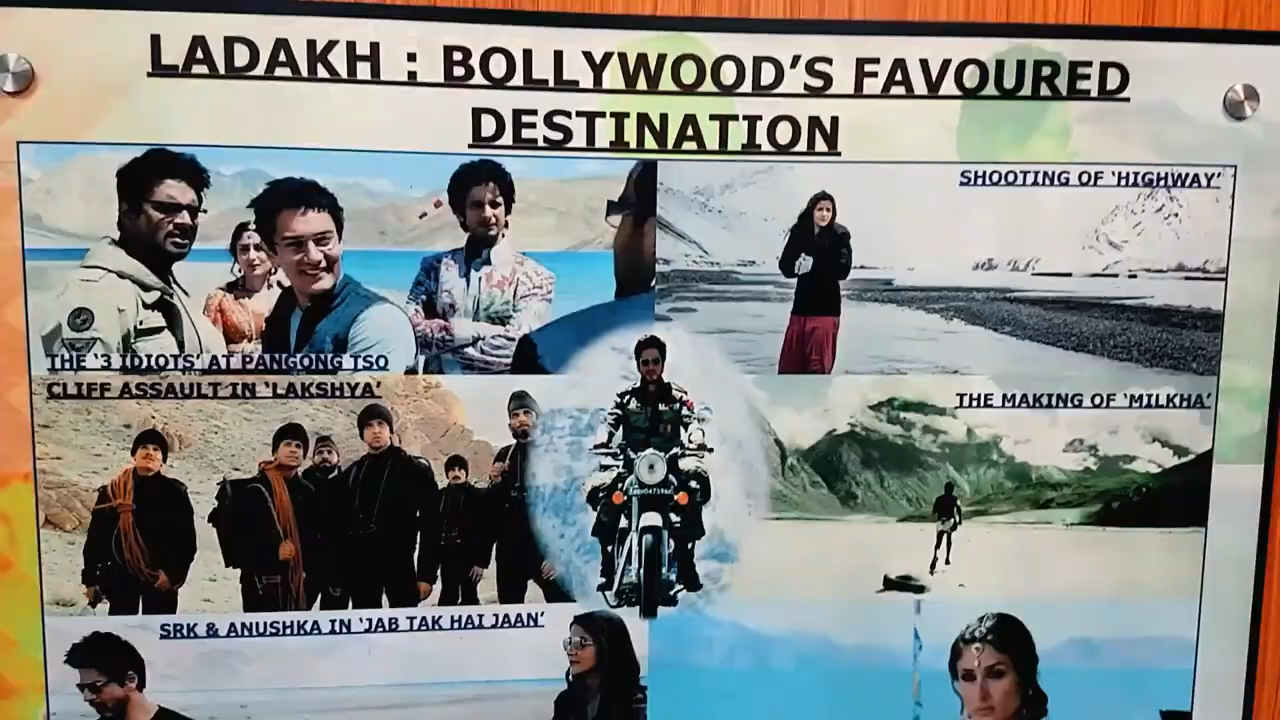 LADAKH : BOLLYWOOD'S FAVOURED
DESTINATION
SHOOTING OF 'HIGHWAY'
THE '3 IDIOTS' AT PANGONG TSO
CLIFF ASSAULT IN 'LAKSHYA'
THE MAKING OF 'MILKHA'
SRK & ANUSHKA IN 'JAB TAK HAI JAAN'